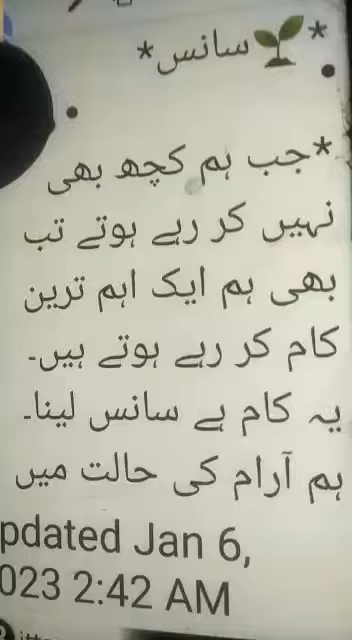 *🌱سانس*
*جب ہم کچھ بھی
نہیں کر رہے ہوتے تب
بھی ہم ایک اہم ترین
کام کر رہے ہوتے ہیں۔
یہ کام ہے سانس لینا۔
ہم آرام کی حالت میں
pdated Jan 6,
023 2:42 AM